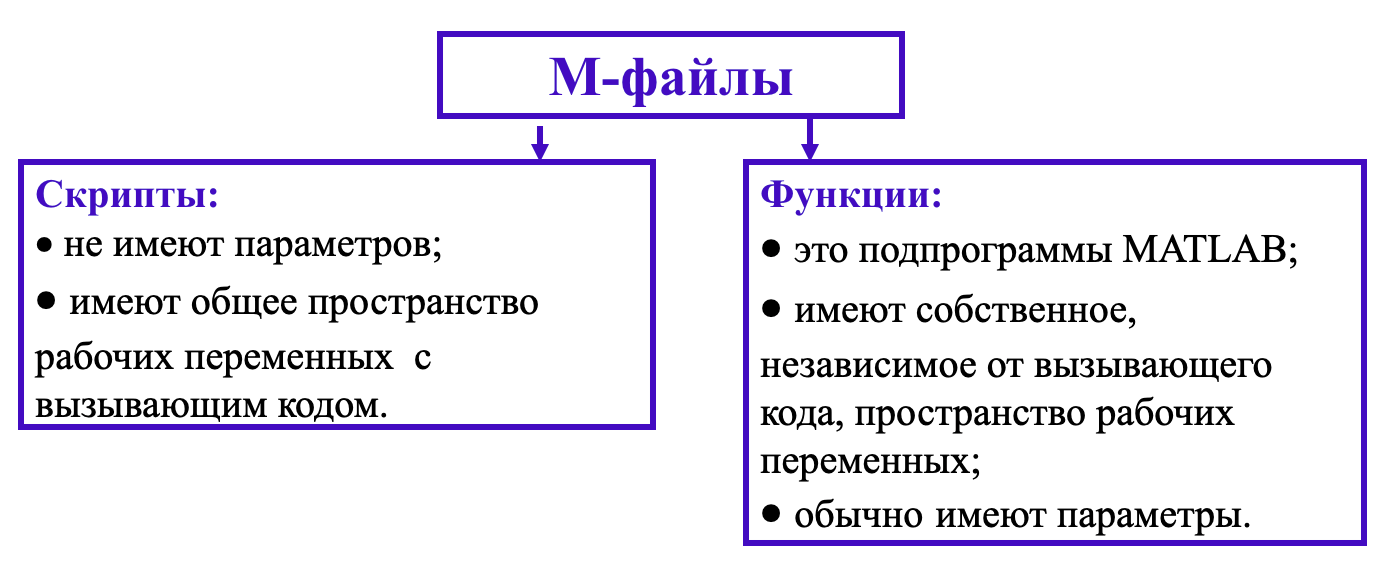 М-файлы
Скрипты:
• не имеют параметров;
• имеют общее пространство
рабочих переменных с
вызывающим кодом.
Функции:
• это подпрограммы MATLAB;
• имеют собственное,
независимое от вызывающего
кода, пространство рабочих
переменных;
• обычно имеют параметры.